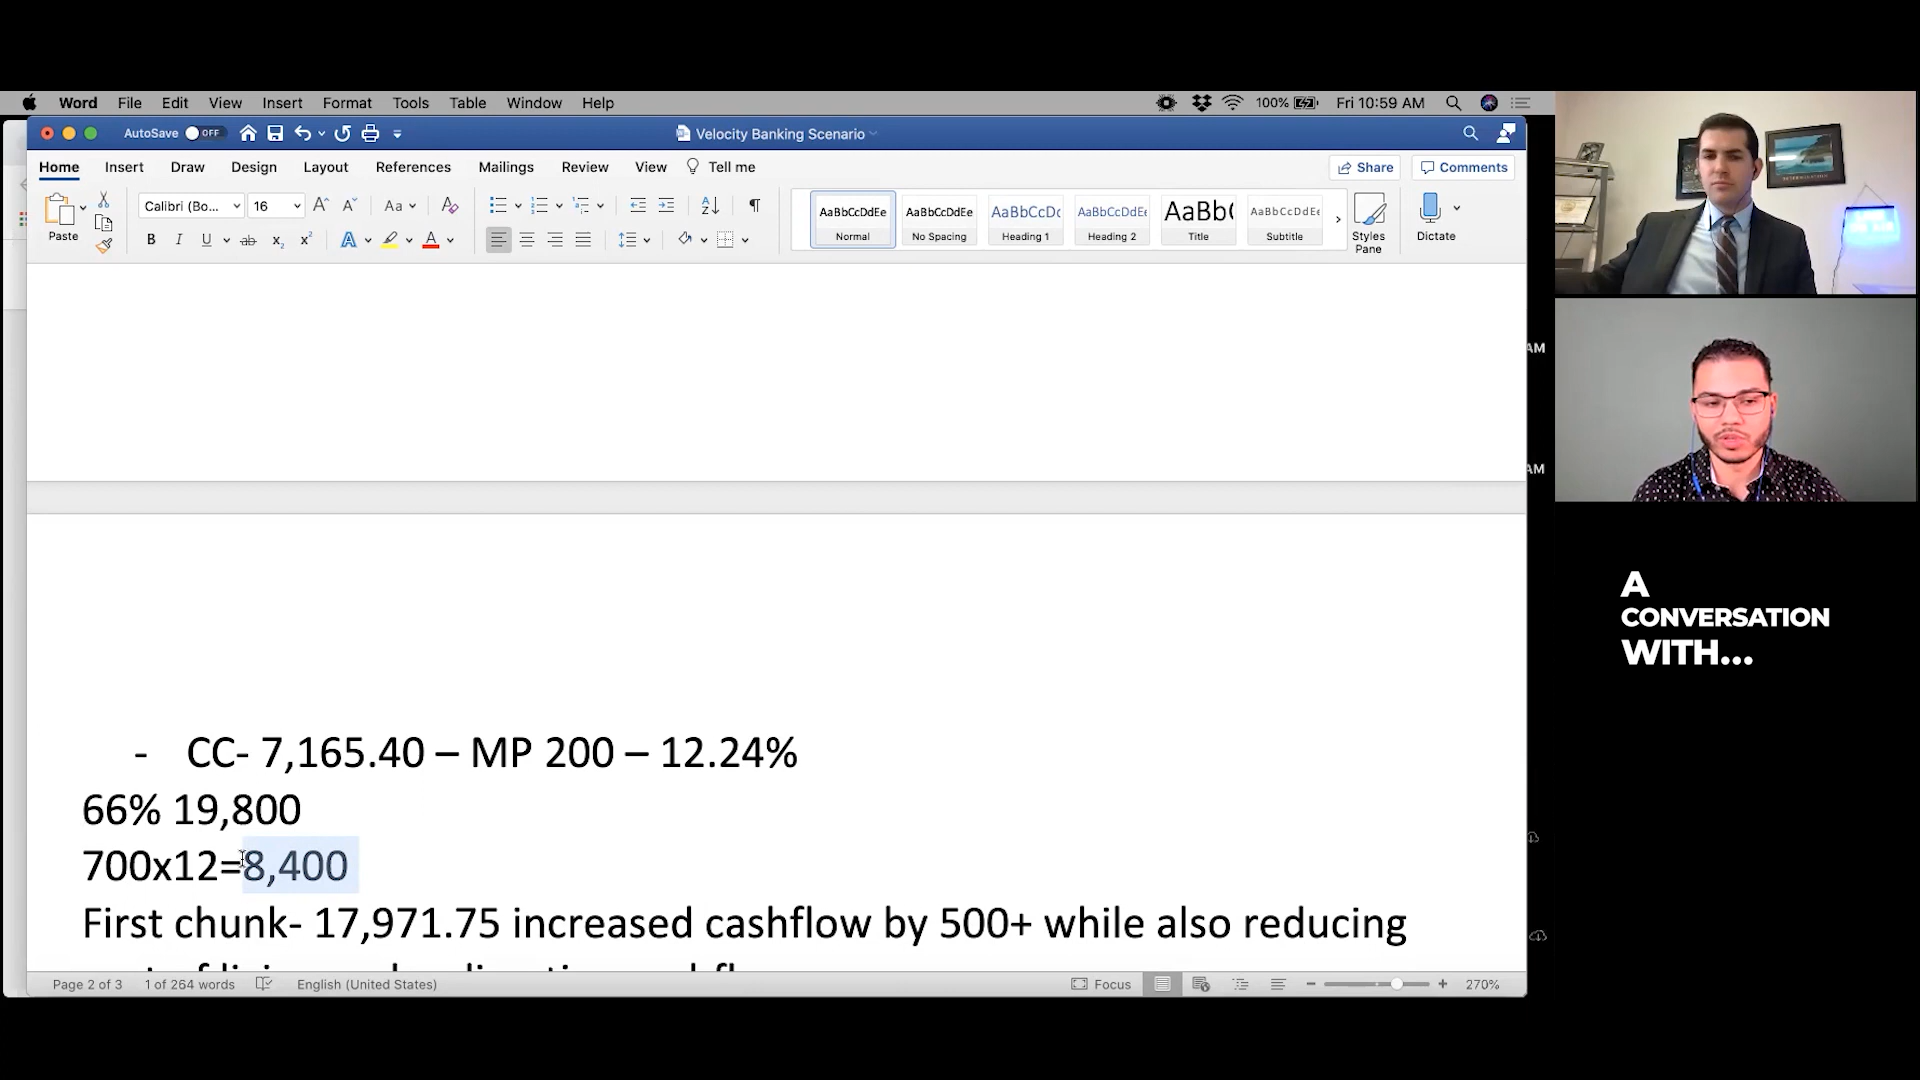 Word File Edit View Insert Format Tools Table Window Help 100% Fri 10:59 AM
AutoSave OFF Velocity Banking Scenario
Home Insert Draw Design Layout References Mailings Review View Tell me Share Comments
Paste Calibri (Bo... 16 Aa
AaBbCcDdEe AaBbCcDdEe AaBbCcDc AaBbCcDdEe AaBb( AaBbCcDdEe
Normal No Spacing Heading 1 Heading 2 Title Subtitle Styles Pane Dictate
AM
AM
A
CONVERSATION
WITH...
- CC- 7,165.40 – MP 200 – 12.24%
66% 19,800
700x12=8,400
First chunk- 17,971.75 increased cashflow by 500+ while also reducing
Page 2 of 3 1 of 264 words English (United States) Focus 270%